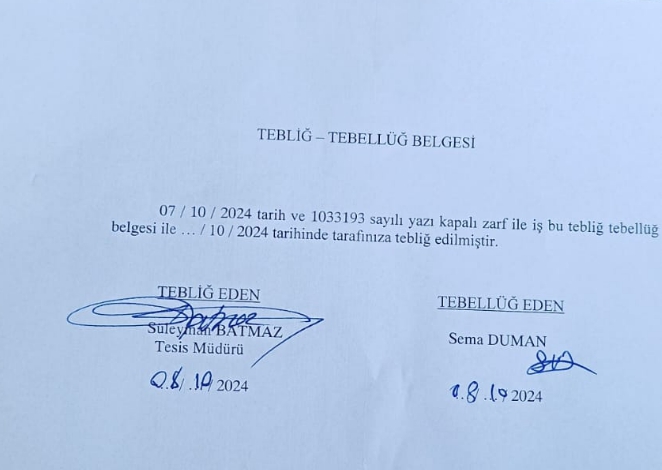 TEBLİĞ – TEBELLÜĞ BELGESİ
07 / 10 / 2024 tarih ve 1033193 sayılı yazı kapalı zarf ile iş bu tebliğ tebellüğ
belgesi ile ... / 10 / 2024 tarihinde tarafınıza tebliğ edilmiştir.
TEBLİĞ EDEN
Süleyman BATMAZ
Tesis Müdürü
08/.10/2024
TEBELLÜĞ EDEN
Sema DUMAN
08.10 2024